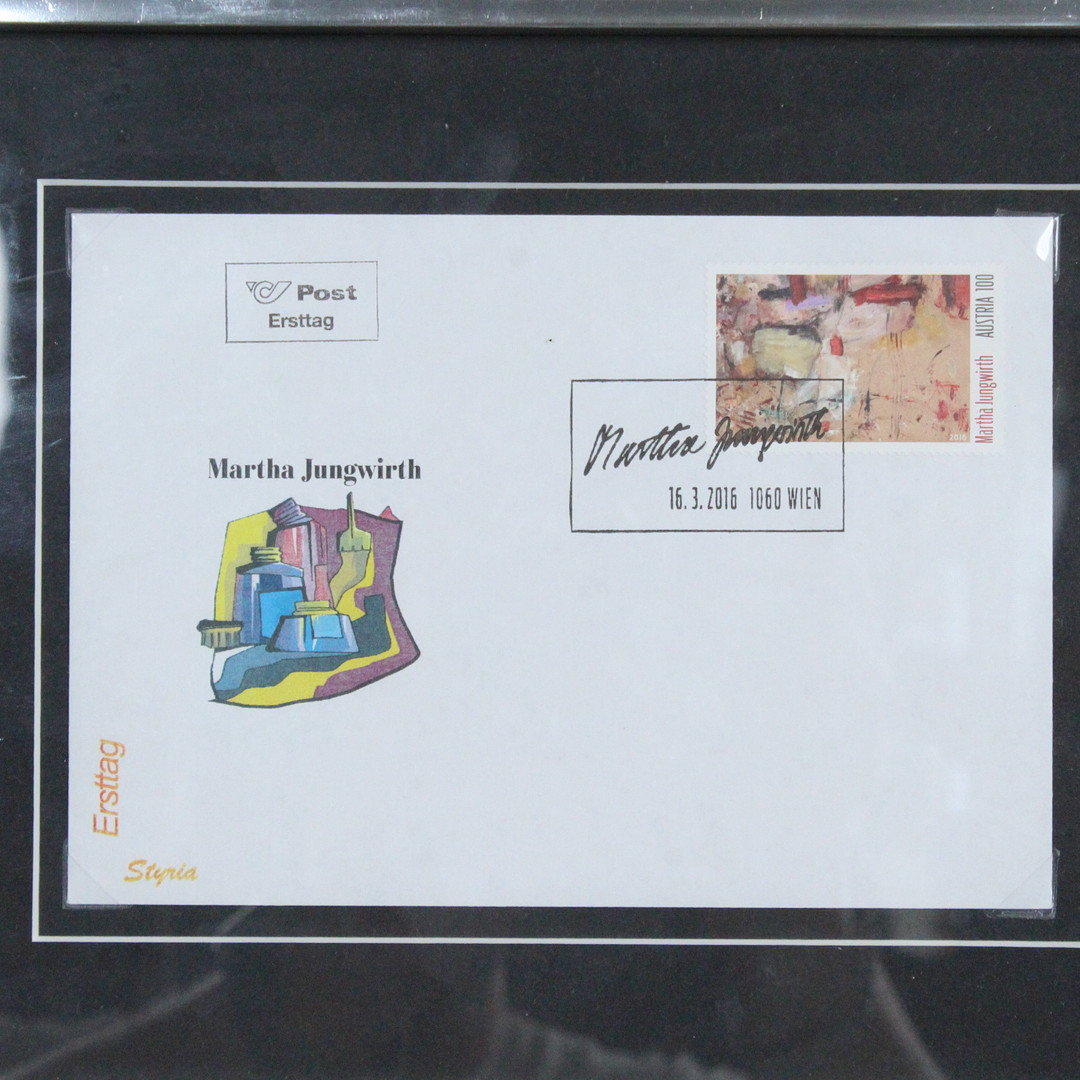 Post
Ersttag
AUSTRIA 100
Martha Jungwirth
2016
Martha Jungwirth
16.3.2016 1060 WIEN
Martha Jungwirth
Ersttag
Styria